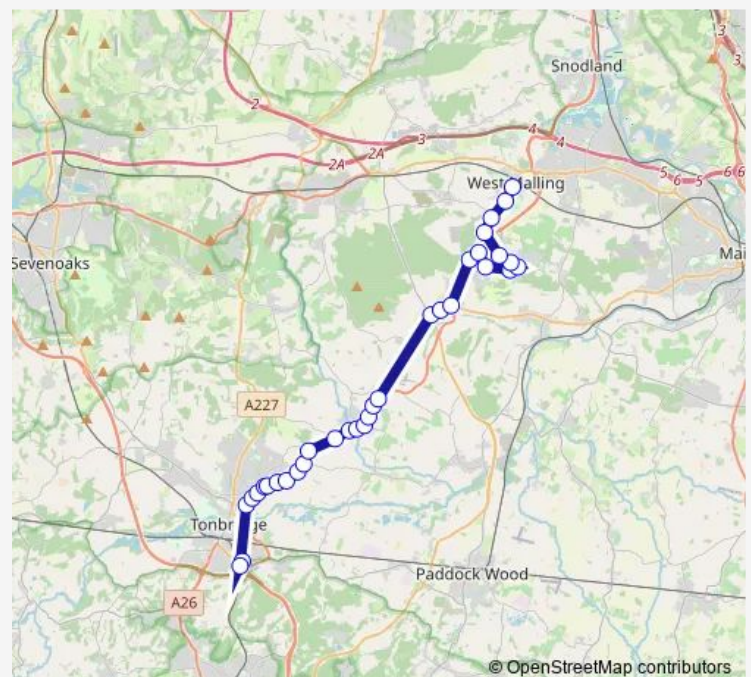 Snodland
3
3
2
4
3
4
2A
2A
5
6
5
6
6
West Malling
Sevenoaks
Mai
A227
Tonbridge
Paddock Wood
A26
© OpenStreetMap contributors